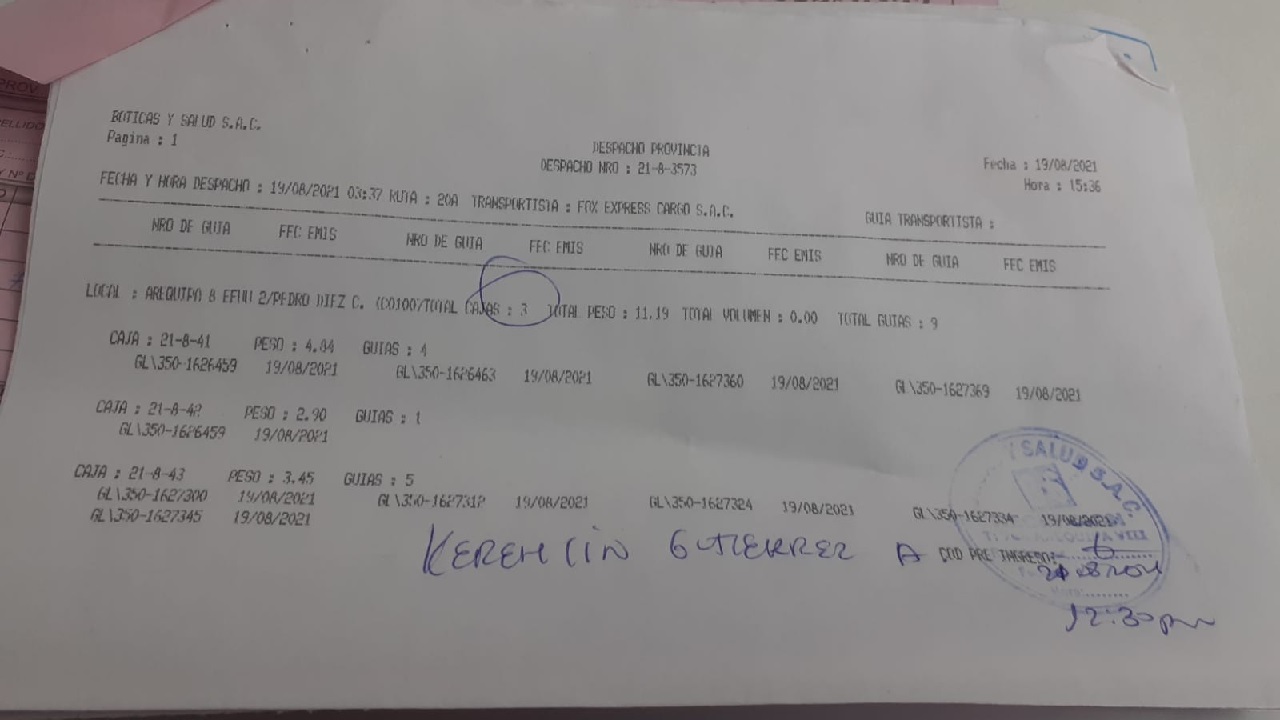 BOTICAS Y SALUD S.A.C.
Pagina : 1
DESPACHO PROVINCIA
DESPACHO NRO : 21-8-3573
Fecha : 19/08/2021
Hora : 15:36
FECHA Y HORA DESPACHO : 19/08/2021 03:37 RUTA : 20A TRANSPORTISTA : FOX EXPRESS CARGO S.A.C.
GUIA TRANSPORTISTA :
NRO DE GUIA FEC EMIS NRO DE GUIA FEC EMIS NRO DE GUIA FEC EMIS NRO DE GUIA FEC EMIS
LOCAL : AREQUIPA 8 2/PEDRO DIEZ C. TOTAL CAJAS : 3 TOTAL PESO : 11.19 TOTAL VOLUMEN : 0.00 TOTAL GUIAS : 9
CAJA : 21-8-41 PESO : 4.84 GUIAS : 4
GL\350-1626459 19/08/2021 GL\350-1626463 19/08/2021 GL\350-1627360 19/08/2021 GL\350-1627369 19/08/2021
CAJA : 21-8-42 PESO : 2.90 GUIAS : 1
GL\350-1626459 19/08/2021
CAJA : 21-8-43 PESO : 3.45 GUIAS : 5
GL\350-1627300 19/08/2021 GL\350-1627312 19/08/2021 GL\350-1627324 19/08/2021 GL\350-1627334 19/08/2021
GL\350-1627345 19/08/2021
GUTIERREZ A
COD PRE INGRESO:
Y SALUD S.A.C.
12:30pm